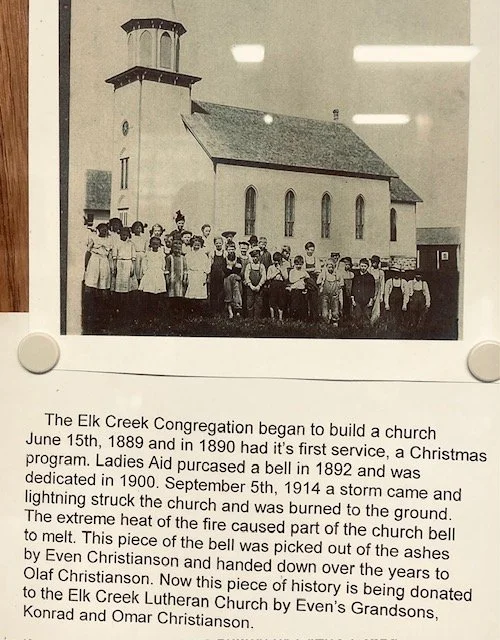 The Elk Creek Congregation began to build a church
June 15th, 1889 and in 1890 had it's first service, a Christmas
program. Ladies Aid purcased a bell in 1892 and was
dedicated in 1900. September 5th, 1914 a storm came and
lightning struck the church and was burned to the ground.
The extreme heat of the fire caused part of the church bell
to melt. This piece of the bell was picked out of the ashes
by Even Christianson and handed down over the years to
Olaf Christianson. Now this piece of history is being donated
to the Elk Creek Lutheran Church by Even's Grandsons,
Konrad and Omar Christianson.